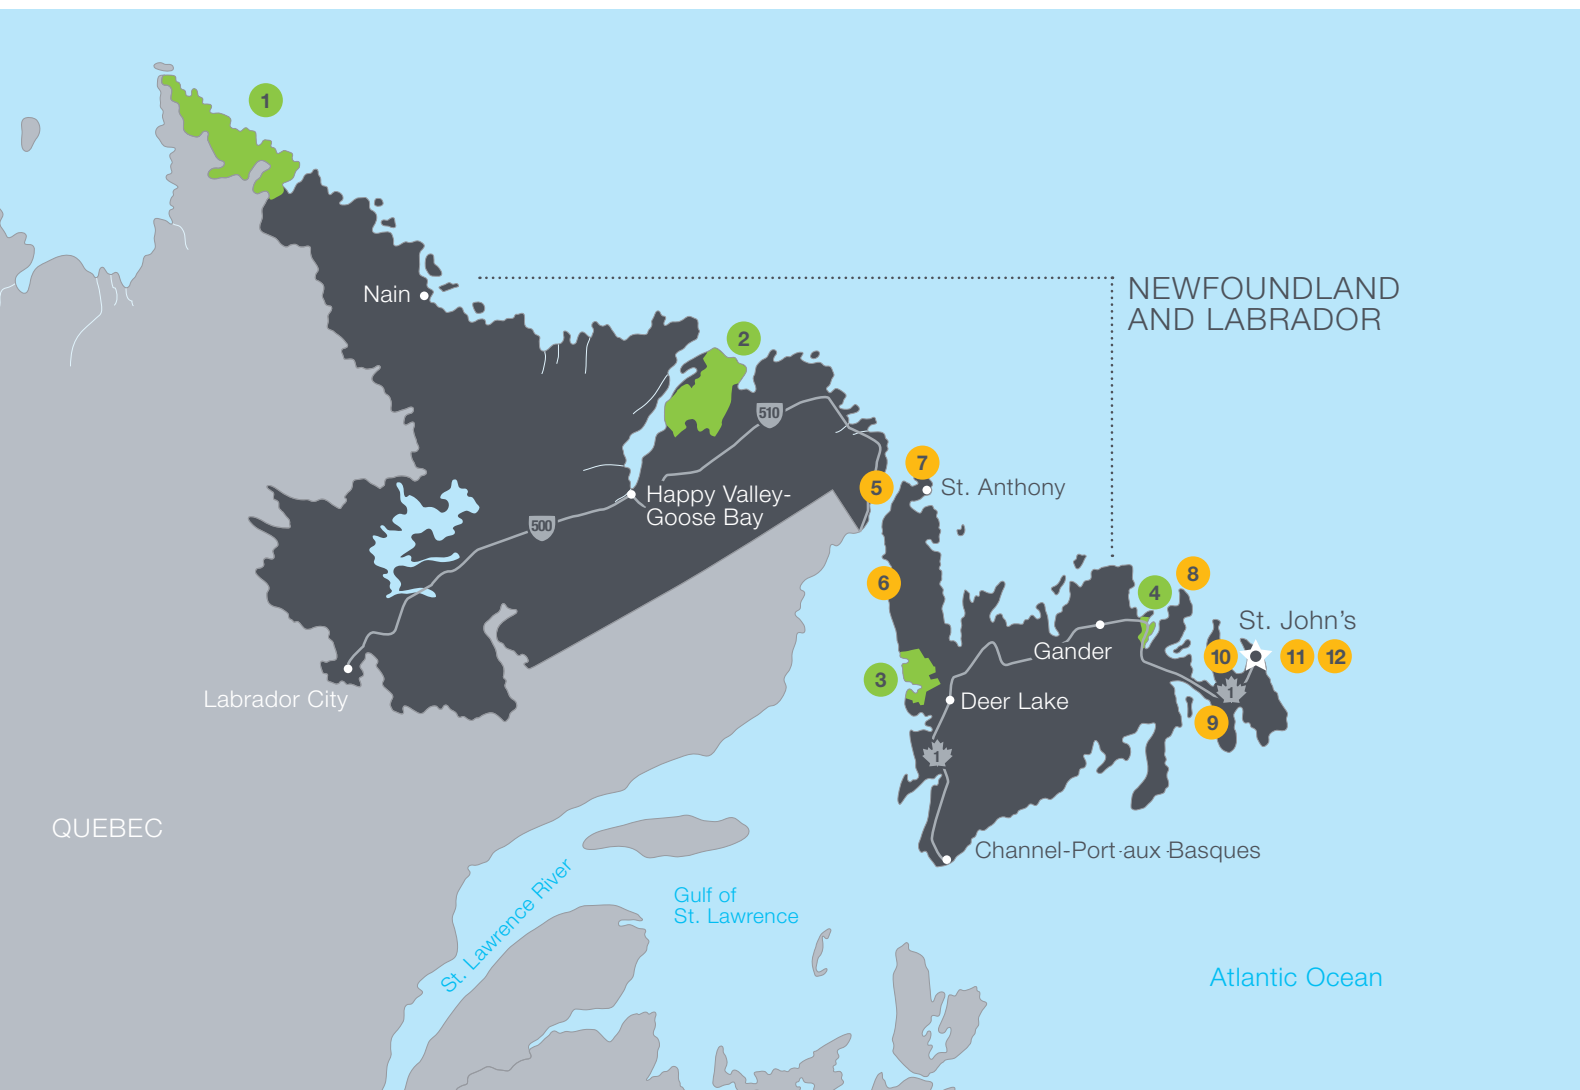 1
NEWFOUNDLAND
AND LABRADOR
Nain
2
510
7
5
St. Anthony
Happy Valley-
Goose Bay
500
6
8
4
St. John's
Gander
10
11
12
3
1
Deer Lake
Labrador City
9
1
QUEBEC
Channel-Port-aux-Basques
St. Lawrence River
Gulf of
St. Lawrence
Atlantic Ocean